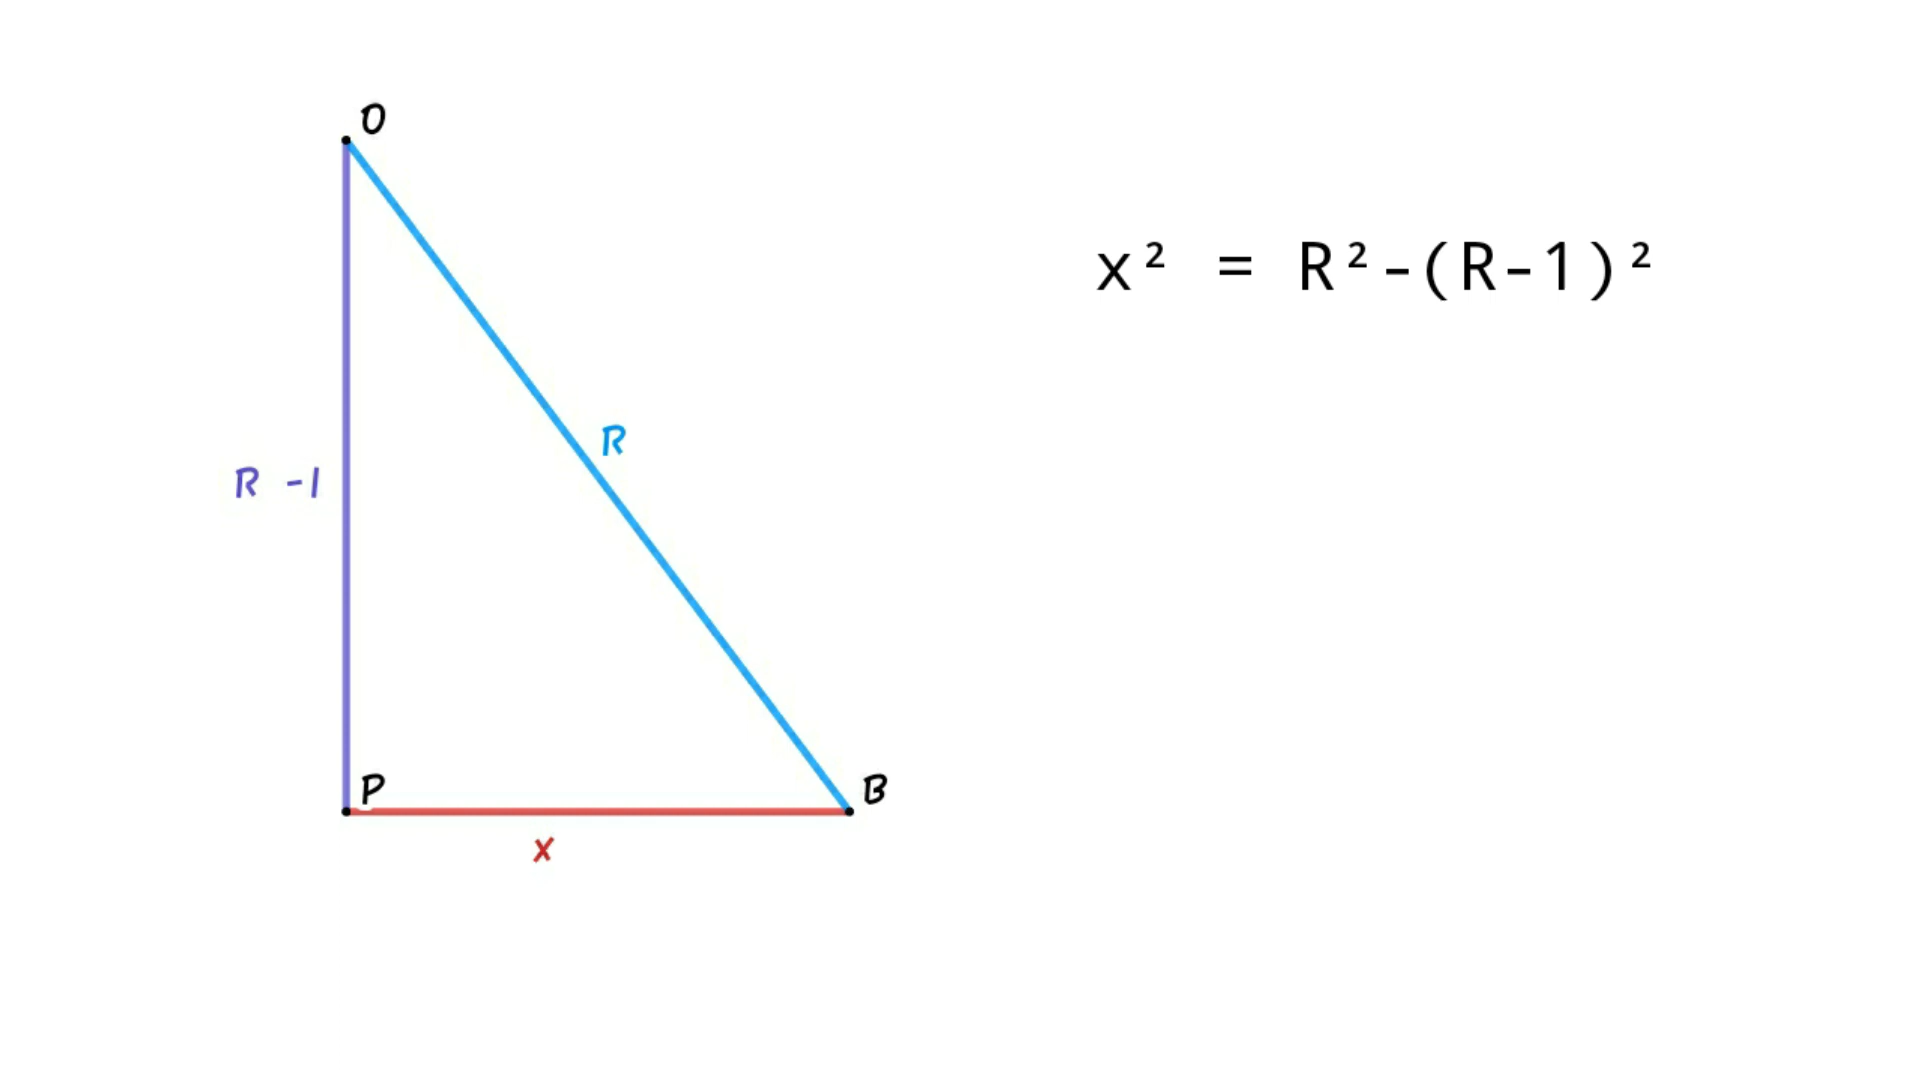 O
R
R -1
P
B
x
x² = R²-(R-1)²